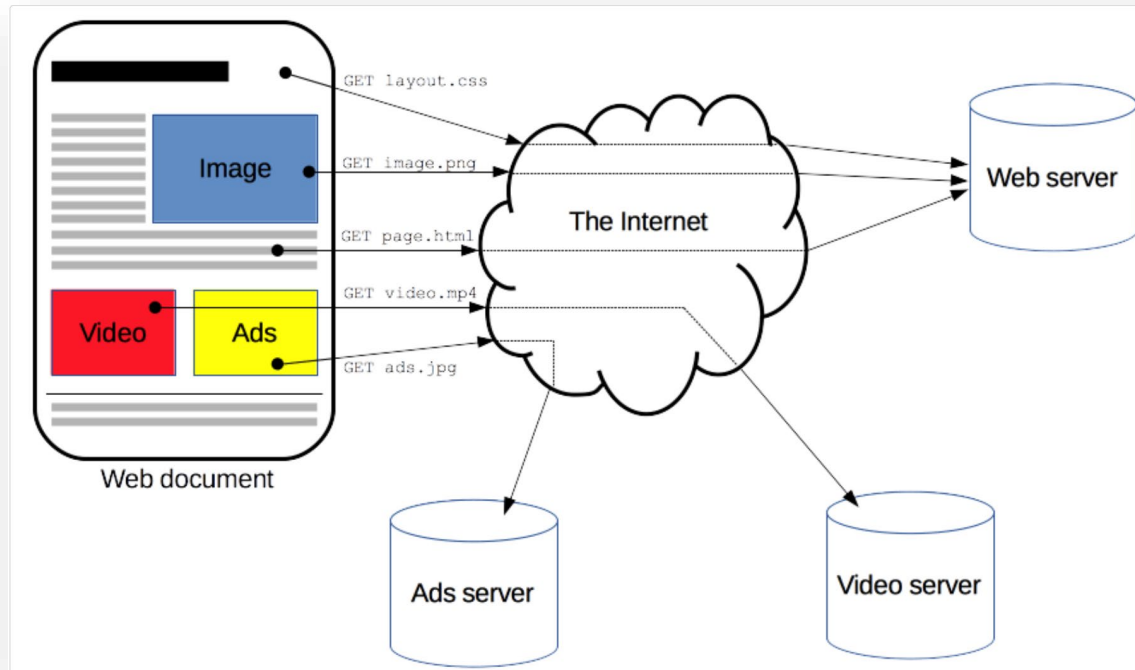 GET layout.css
Image
GET image.png
Web server
The Internet
GET page.html
GET video.mp4
Video
Ads
GET ads.jpg
Web document
Ads server
Video server